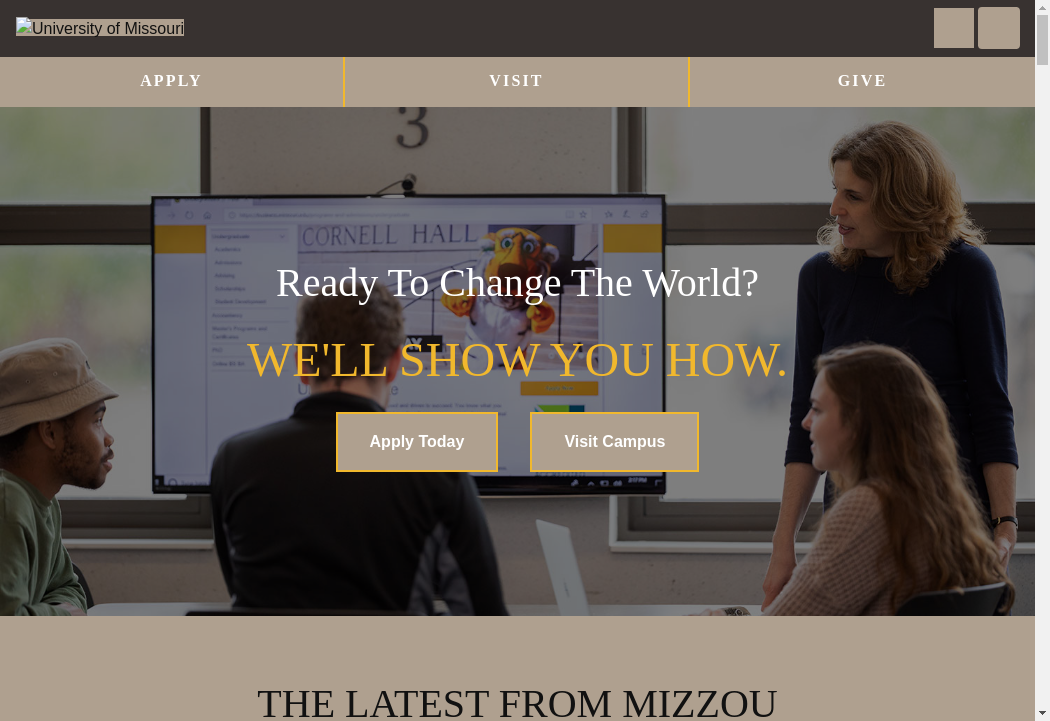 University of Missouri
APPLY
VISIT
GIVE
3
CORNELL HALL
Ready To Change The World?
WE'LL SHOW YOU HOW.
Apply Today
Visit Campus
THE LATEST FROM MIZZOU